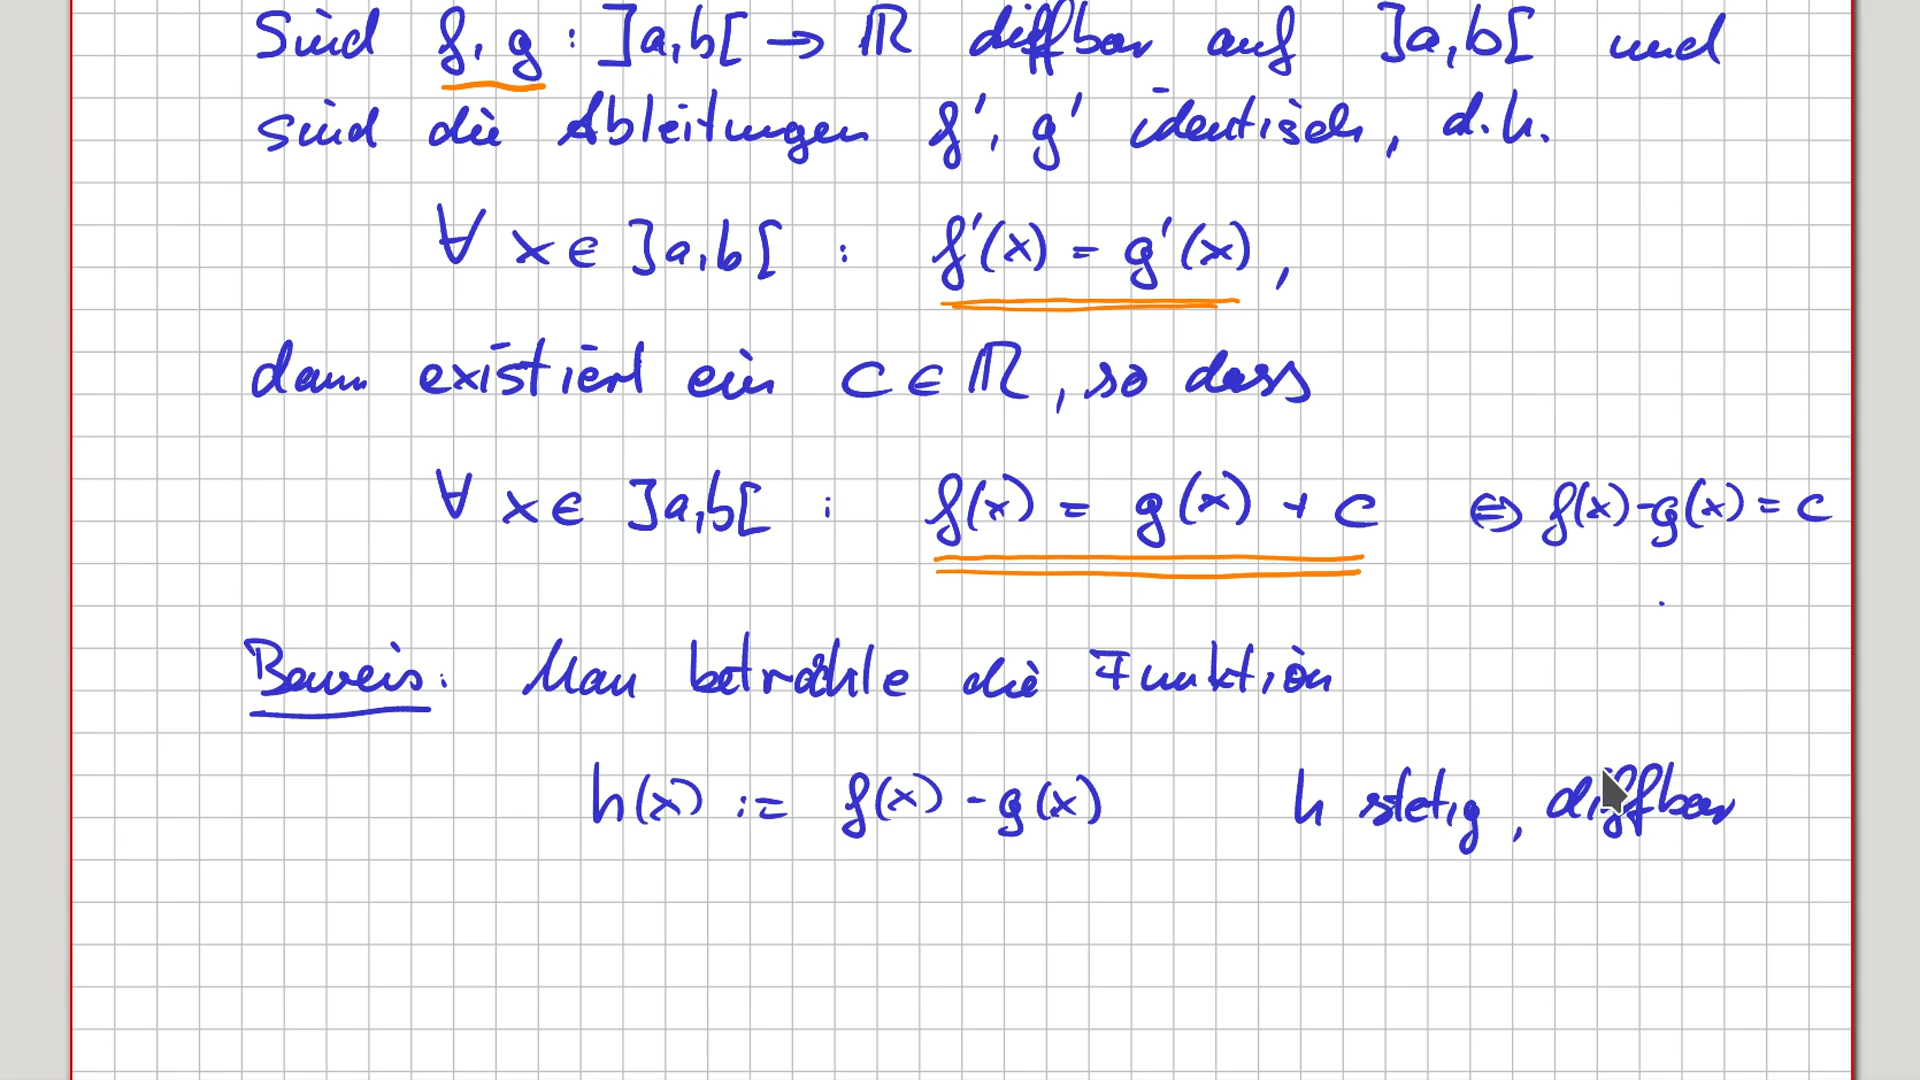 Sind f, g : ]a,b[ → ℝ diffbar auf ]a,b[ und
sind die Ableitungen f', g' identisch, d.h.
∀ x ∈ ]a,b[ : f'(x) = g'(x) ,
dann existiert ein c ∈ ℝ, so dass
∀ x ∈ ]a,b[ : f(x) = g(x) + c ⇔ f(x) - g(x) = c
Beweis: Man betrachte die Funktion
h(x) := f(x) - g(x) h stetig, diffbar